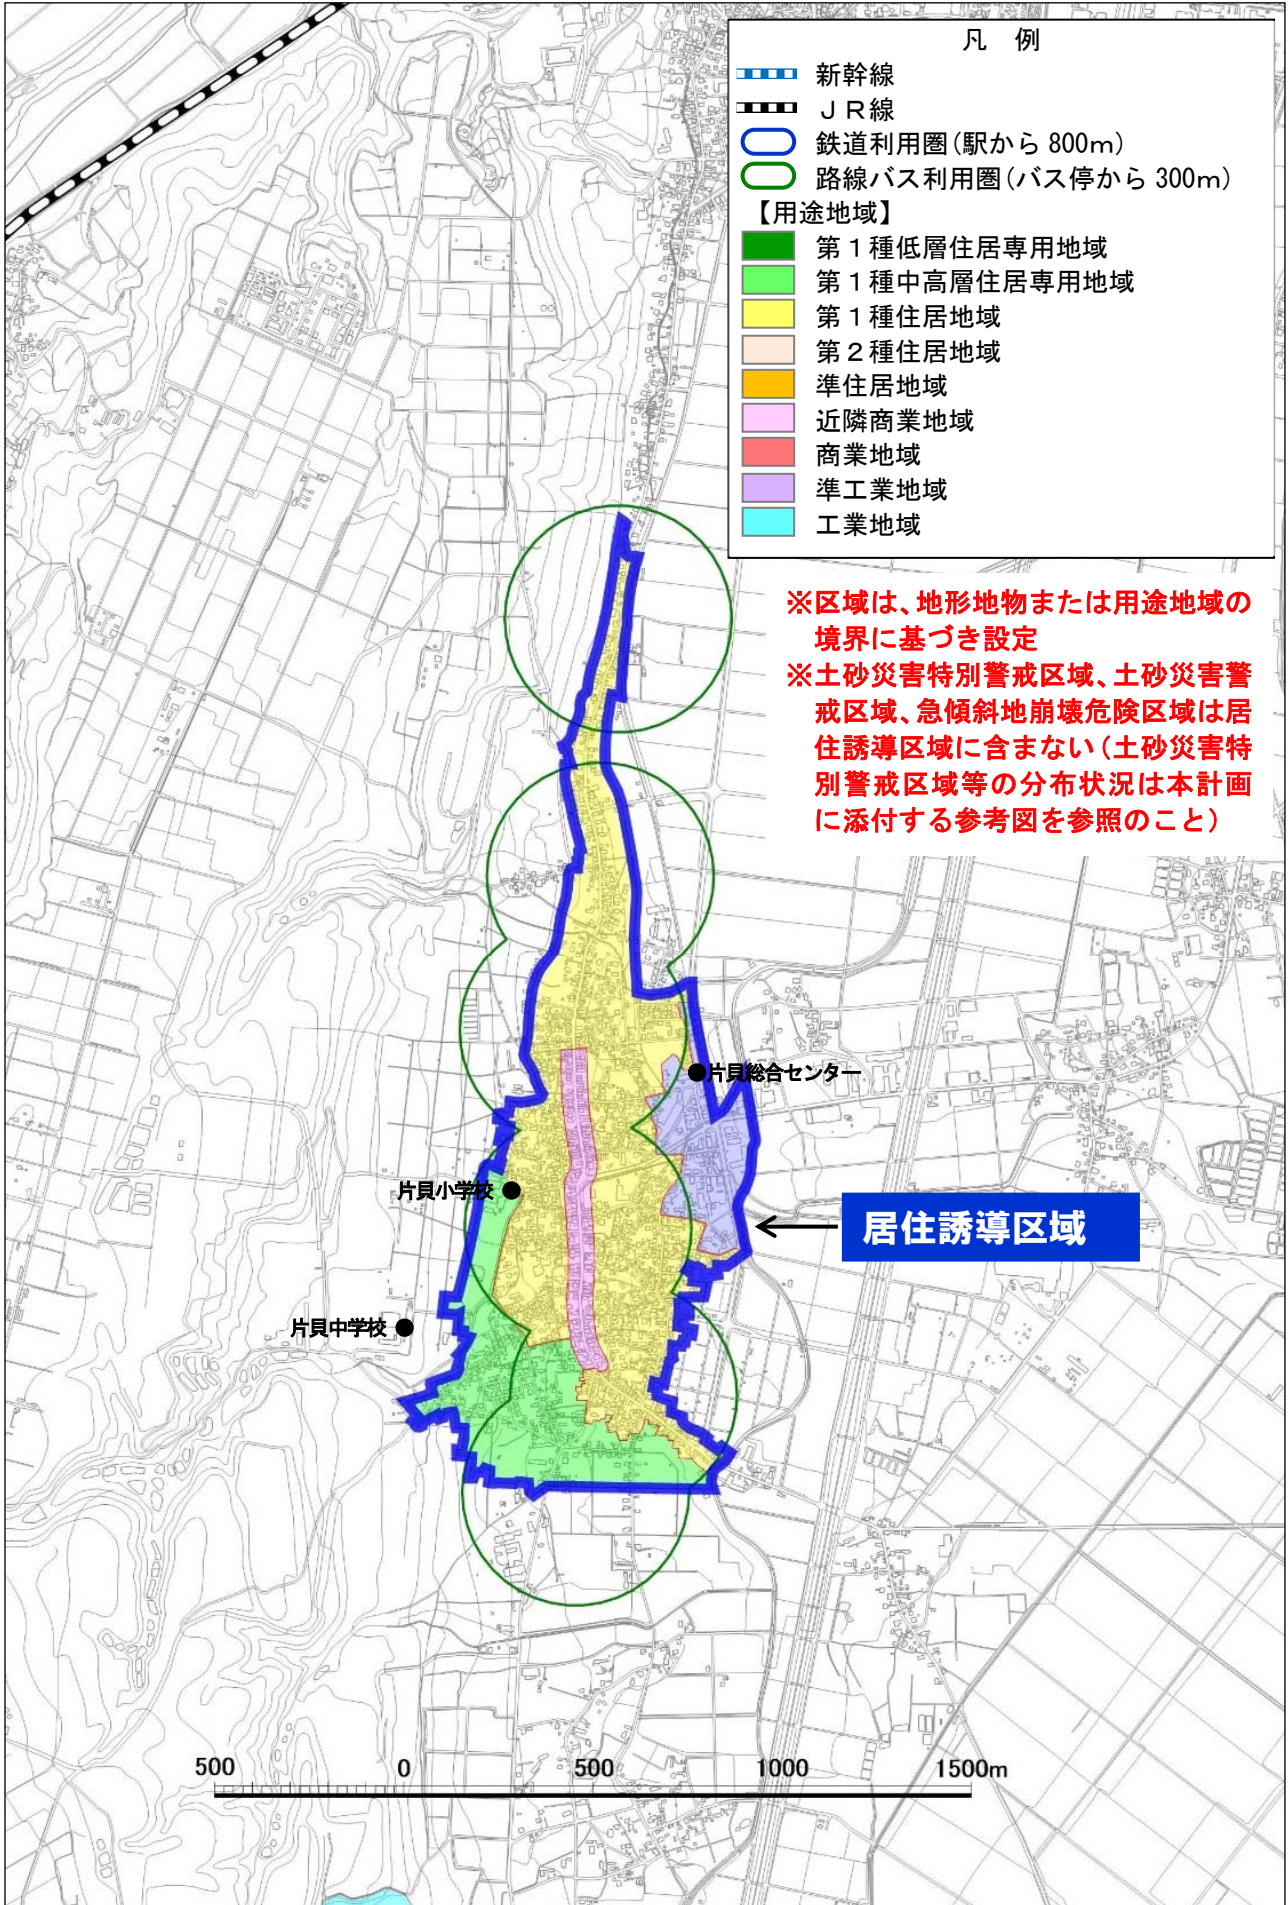 凡　例
新幹線
ＪＲ線
鉄道利用圏(駅から 800ｍ)
路線バス利用圏(バス停から 300ｍ)
【用途地域】
第１種低層住居専用地域
第１種中高層住居専用地域
第１種住居地域
第２種住居地域
準住居地域
近隣商業地域
商業地域
準工業地域
工業地域
※区域は、地形地物または用途地域の
境界に基づき設定
※土砂災害特別警戒区域、土砂災害警
戒区域、急傾斜地崩壊危険区域は居
住誘導区域に含まない(土砂災害特
別警戒区域等の分布状況は本計画
に添付する参考図を参照のこと)
片貝総合センター
片貝小学校
居住誘導区域
片貝中学校
500 0 500 1000 1500m